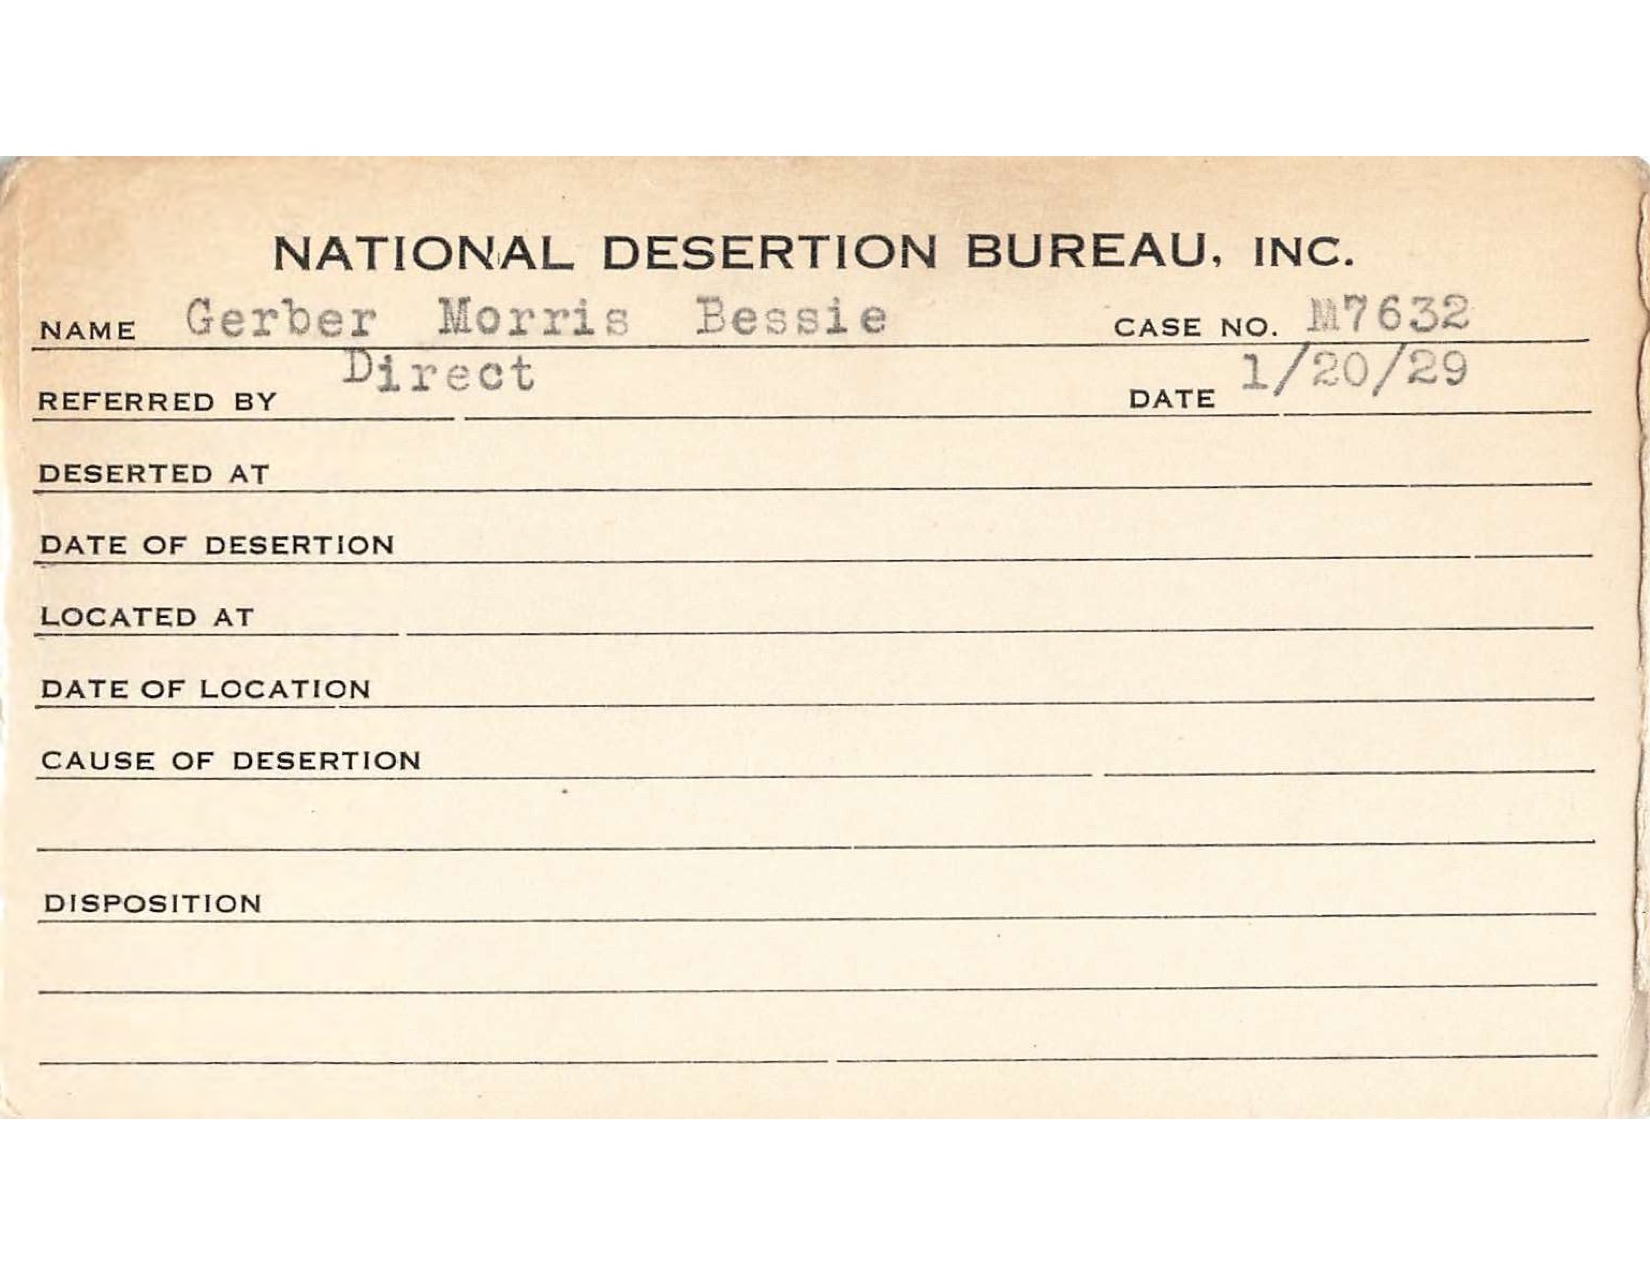 NATIONAL DESERTION BUREAU, INC.
NAME Gerber Morris Bessie CASE NO. M7632
REFERRED BY Direct DATE 1/20/29
DESERTED AT
DATE OF DESERTION
LOCATED AT
DATE OF LOCATION
CAUSE OF DESERTION
DISPOSITION